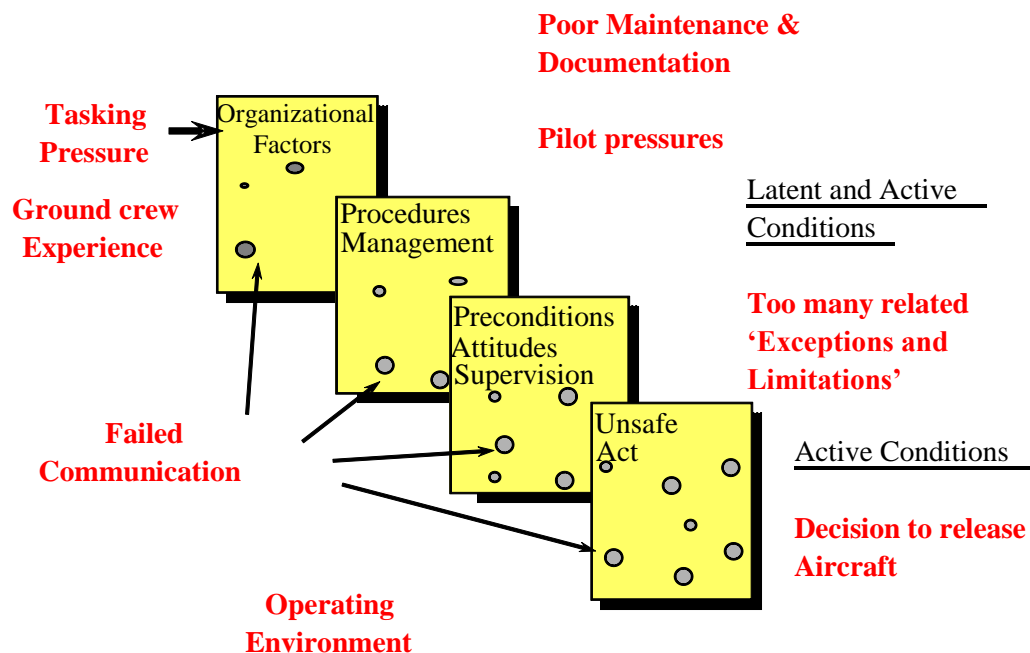 Poor Maintenance &
Documentation
Tasking
Pressure
Organizational
Factors
Pilot pressures
Ground crew
Experience
Procedures
Management
Latent and Active
Conditions
Preconditions
Attitudes
Supervision
Too many related
‘Exceptions and
Limitations’
Failed
Communication
Unsafe
Act
Active Conditions
Decision to release
Aircraft
Operating
Environment